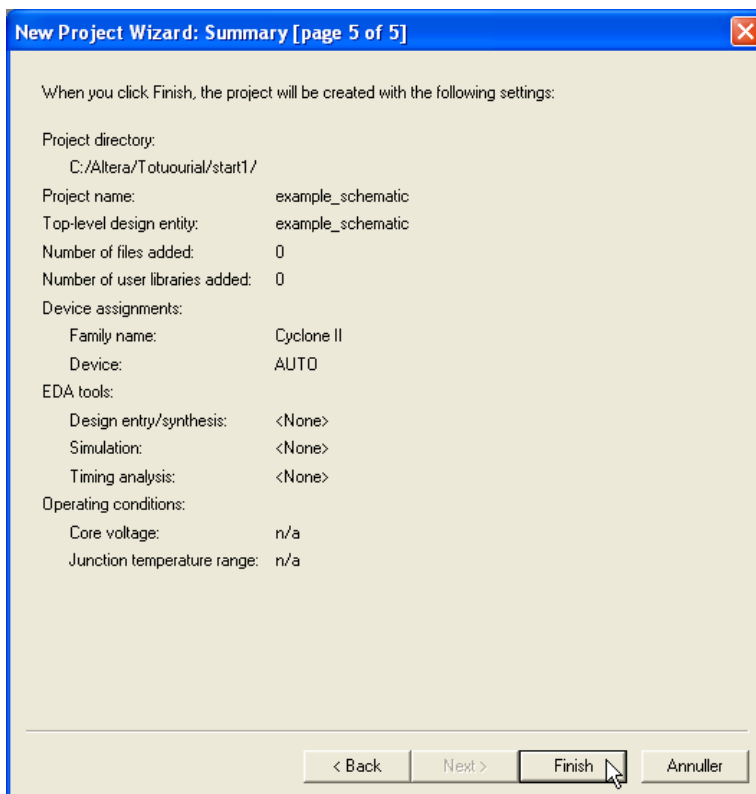 New Project Wizard: Summary [page 5 of 5]
When you click Finish, the project will be created with the following settings:
Project directory:
C:/Altera/Totuourial/start1/
Project name: example_schematic
Top-level design entity: example_schematic
Number of files added: 0
Number of user libraries added: 0
Device assignments:
Family name: Cyclone II
Device: AUTO
EDA tools:
Design entry/synthesis: <None>
Simulation: <None>
Timing analysis: <None>
Operating conditions:
Core voltage: n/a
Junction temperature range: n/a
< Back Next > Finish Annuller